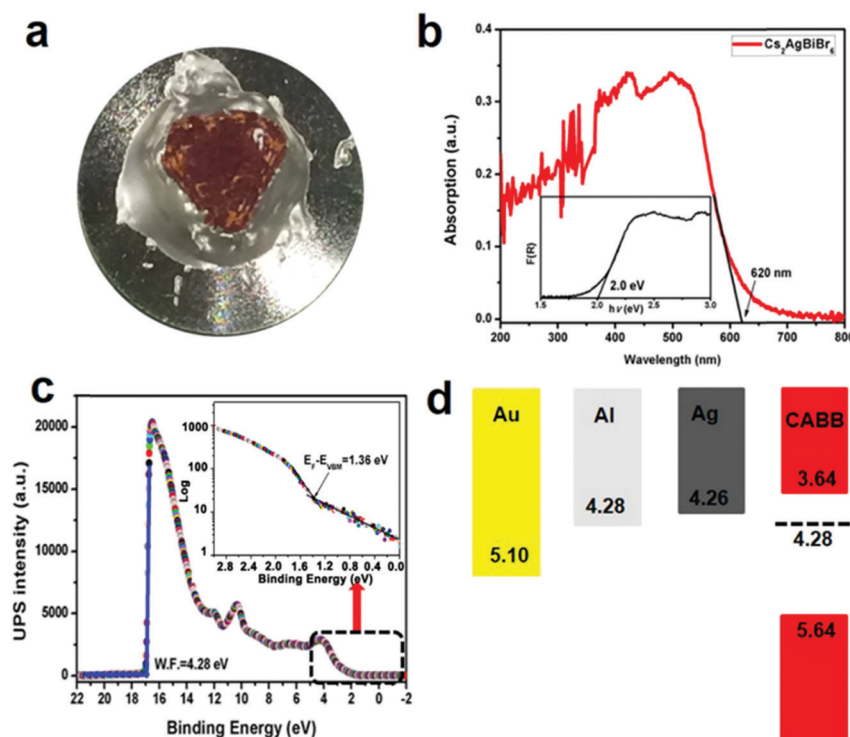 a
b
Cs₂AgBiBr₆
Absorption (a.u.)
0.4
0.3
0.2
0.1
0.0
200 300 400 500 600 700 800
Wavelength (nm)
620 nm
F(R)
2.0 eV
1.5 2.0 2.5 3.0
hν (eV)
c
UPS intensity (a.u.)
20000
15000
10000
5000
0
22 20 18 16 14 12 10 8 6 4 2 0 -2
Binding Energy (eV)
W.F.=4.28 eV
Log
1000
100
10
1
E_F-E_VBM=1.36 eV
2.8 2.4 2.0 1.6 1.2 0.8 0.4 0.0
Binding Energy (eV)
d
Au
5.10
Al
4.28
Ag
4.26
CABB
3.64
4.28
5.64